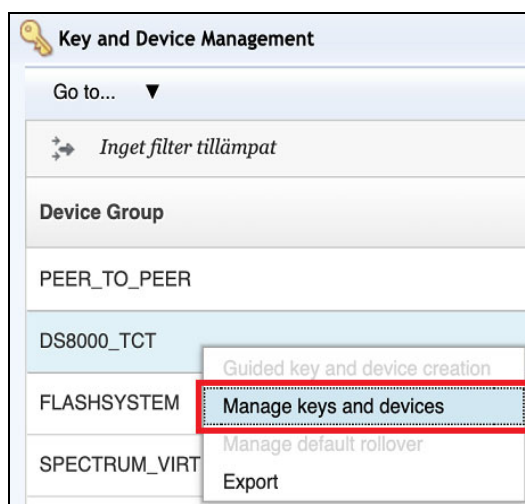 Key and Device Management
Go to... ▼
Inget filter tillämpat
Device Group
PEER_TO_PEER
DS8000_TCT
Guided key and device creation
FLASHSYSTEM
Manage keys and devices
Manage default rollover
SPECTRUM_VIRT
Export